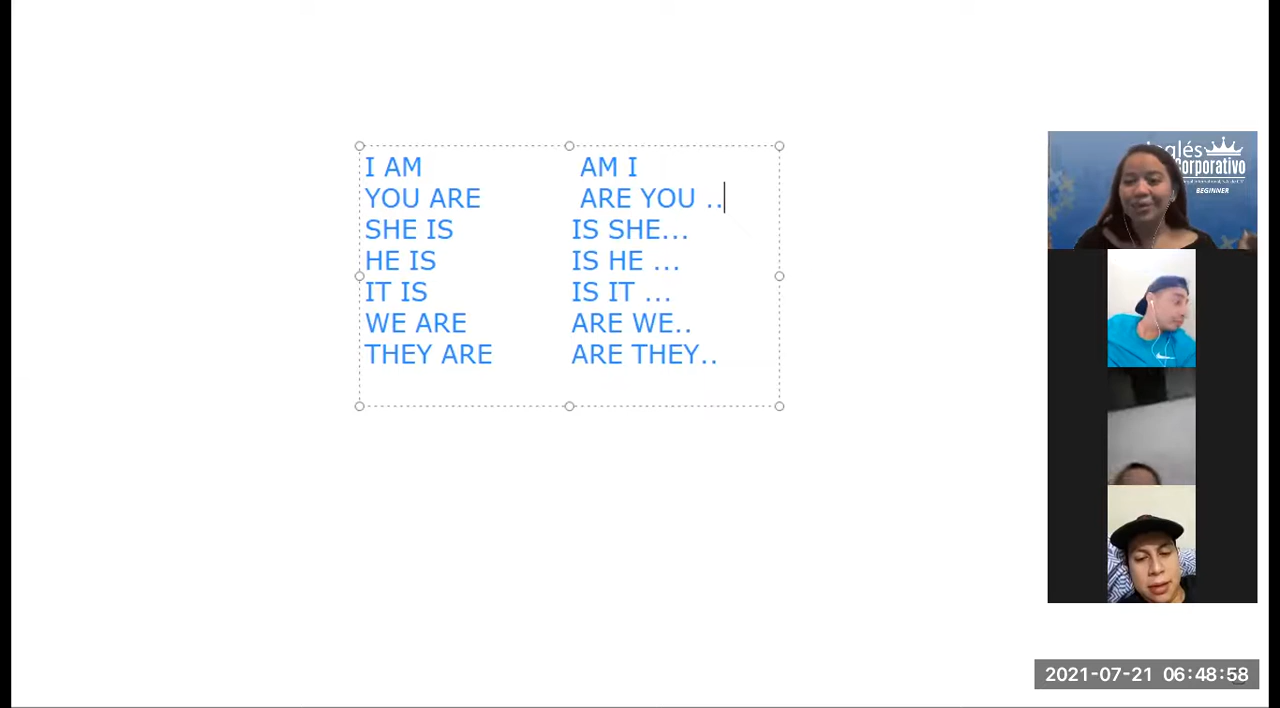 I AM AM I
YOU ARE ARE YOU ..
SHE IS IS SHE...
HE IS IS HE ...
IT IS IS IT ...
WE ARE ARE WE..
THEY ARE ARE THEY..
Inglés
Corporativo
BEGINNER
2021-07-21 06:48:58